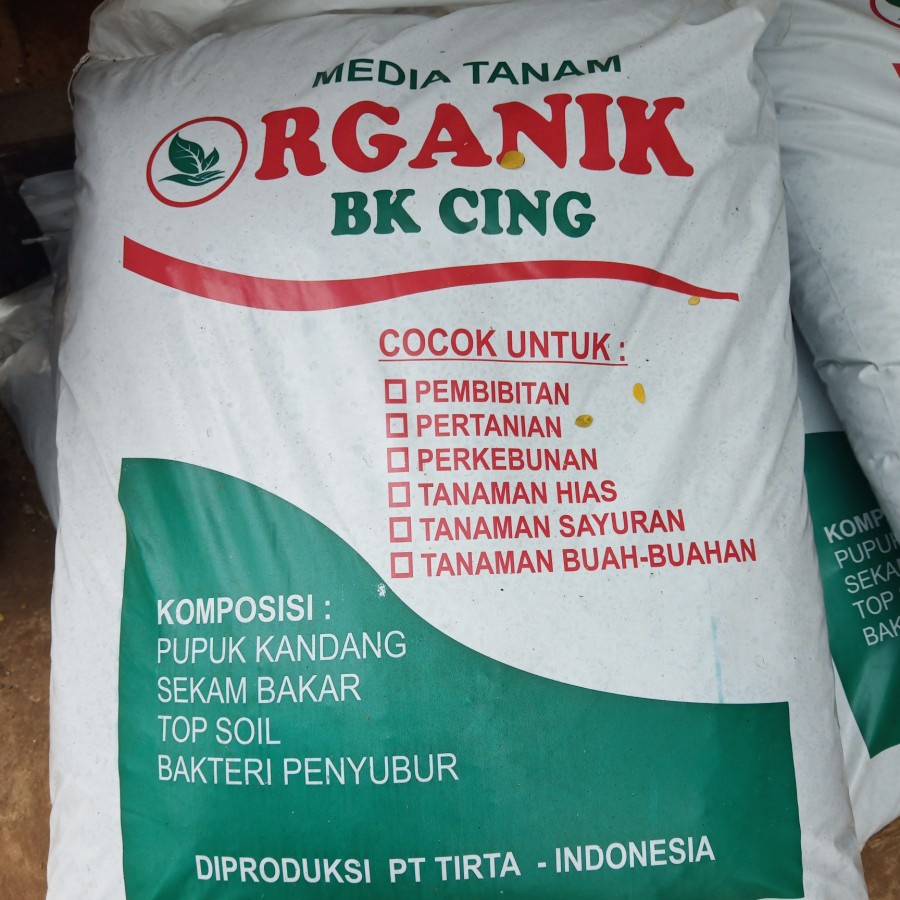 MEDIA TANAM
ORGANIK
BK CING
COCOK UNTUK :
PEMBIBITAN
PERTANIAN
PERKEBUNAN
TANAMAN HIAS
TANAMAN SAYURAN
TANAMAN BUAH-BUAHAN
KOMPOSISI :
PUPUK KANDANG
SEKAM BAKAR
TOP SOIL
BAKTERI PENYUBUR
DIPRODUKSI PT TIRTA - INDONESIA
TOP